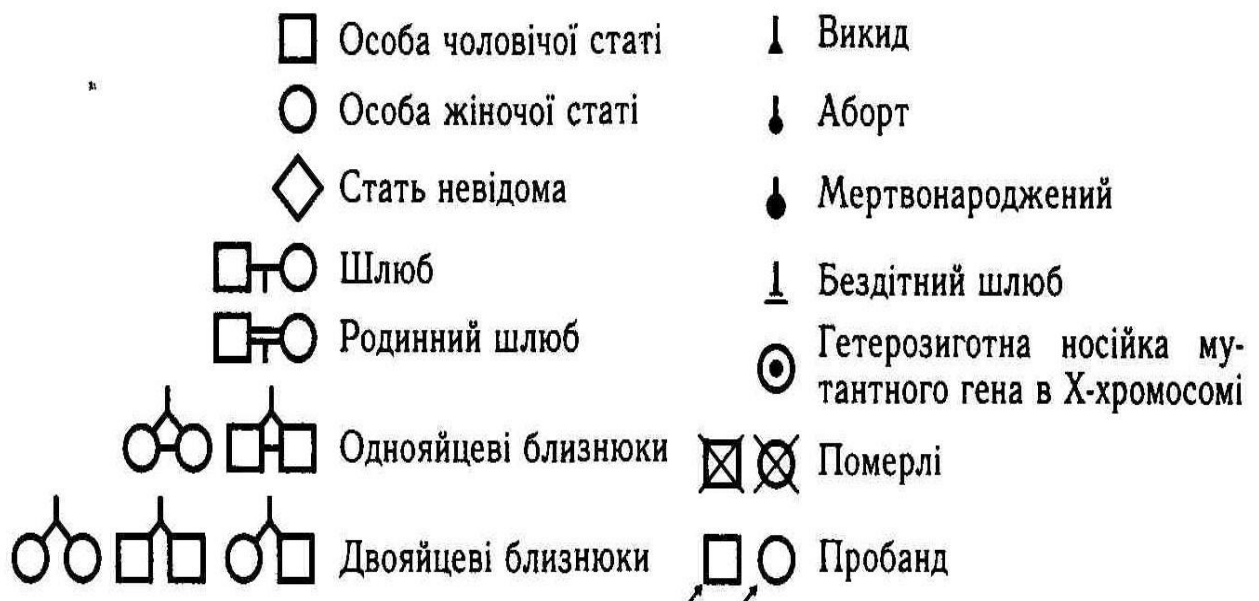 Особа чоловічої статі
Особа жіночої статі
Стать невідома
Шлюб
Родинний шлюб
Однояйцеві близнюки
Двояйцеві близнюки
Викид
Аборт
Мертвонароджений
Бездітний шлюб
Гетерозиготна носійка му-
тантного гена в X-хромосомі
Померлі
Пробанд